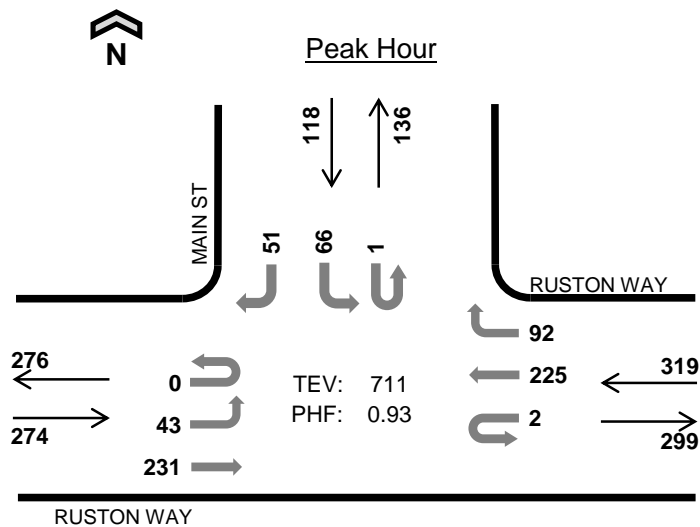 N
Peak Hour
118
136
MAIN ST
51
66
1
RUSTON WAY
92
276
0
TEV: 711
225
319
274
43
PHF: 0.93
2
299
231
RUSTON WAY